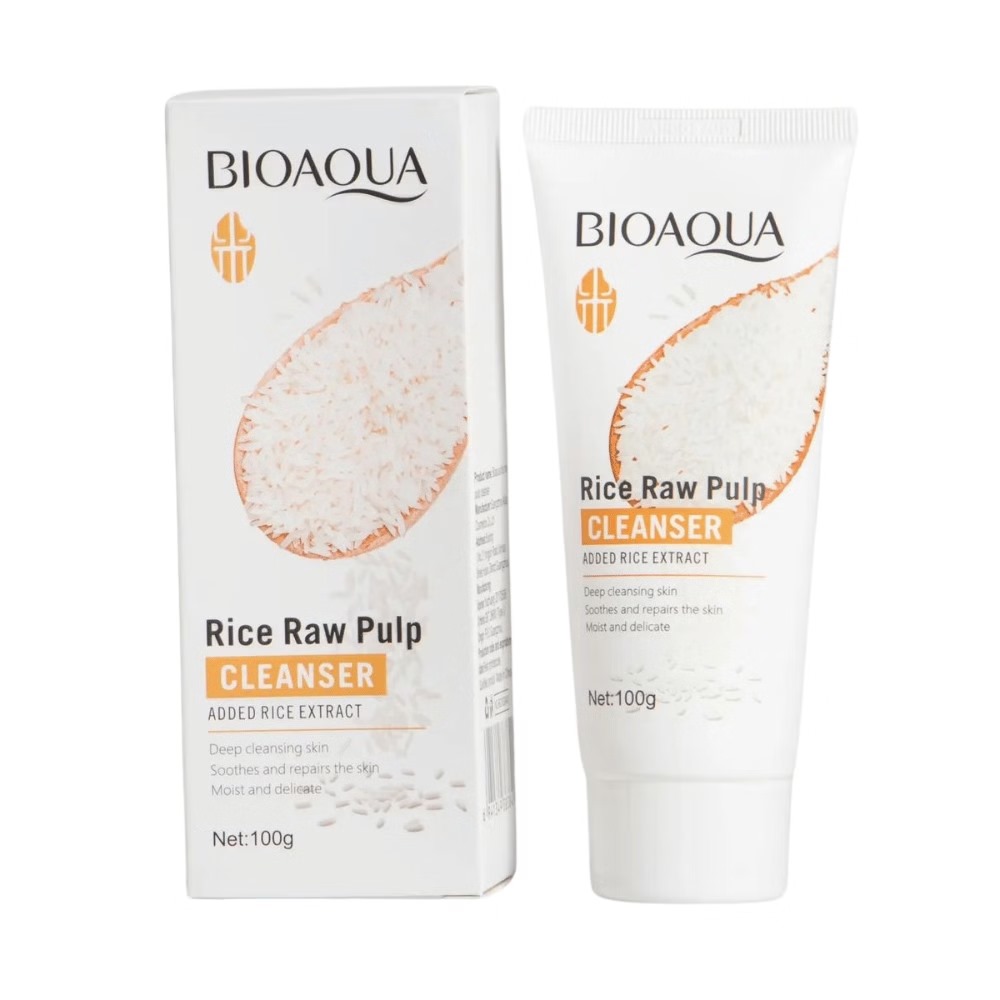 BIOAQUA
Rice Raw Pulp
CLEANSER
ADDED RICE EXTRACT
Deep cleansing skin
Soothes and repairs the skin
Moist and delicate
Net:100g
Product name:
BIOAQUA
Rice Raw Pulp
CLEANSER
ADDED RICE EXTRACT
Deep cleansing skin
Soothes and repairs the skin
Moist and delicate
Net:100g